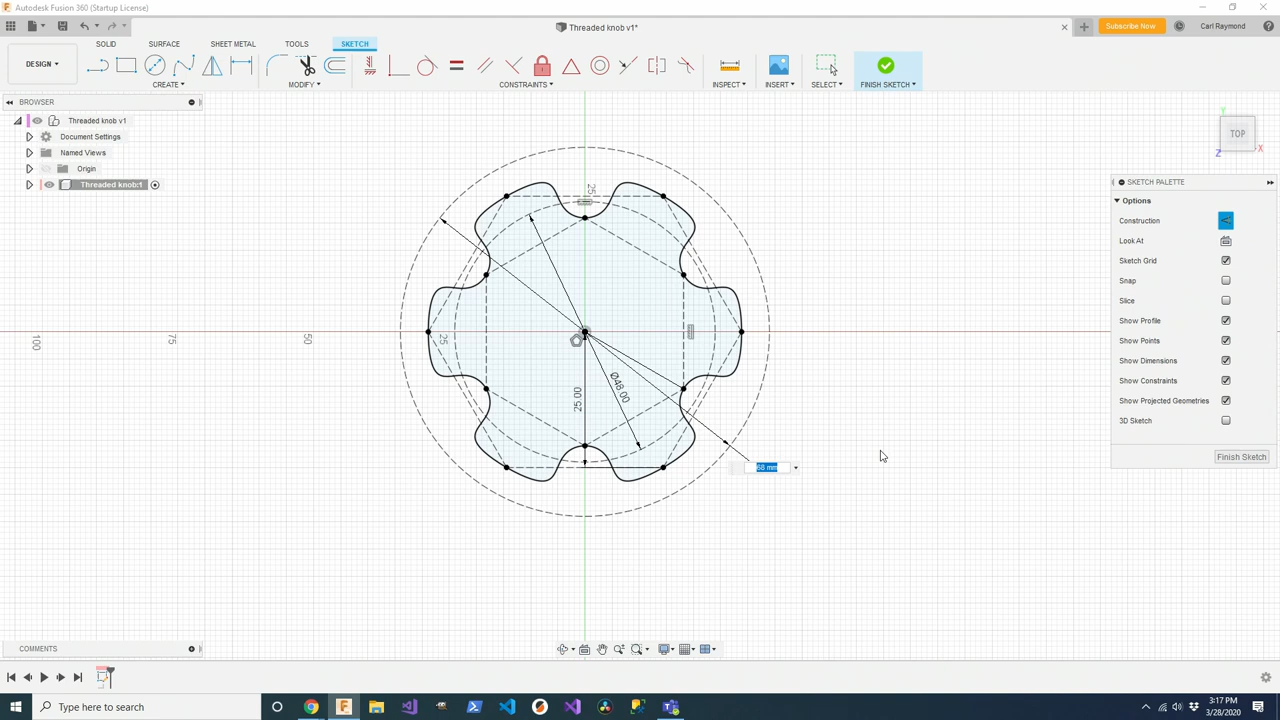 Autodesk Fusion 360 (Startup License)
Threaded knob v1*
Subscribe Now
Carl Raymond
DESIGN
SOLID
SURFACE
SHEET METAL
TOOLS
SKETCH
CREATE
MODIFY
CONSTRAINTS
INSPECT
INSERT
SELECT
FINISH SKETCH
BROWSER
Threaded knob v1
Document Settings
Named Views
Origin
Threaded knob:1
Y
TOP
Z
X
SKETCH PALETTE
Options
Construction
Look At
Sketch Grid
Snap
Slice
Show Profile
Show Points
Show Dimensions
Show Constraints
Show Projected Geometries
3D Sketch
Finish Sketch
25
100
75
50
25
25.00
Ø48.00
68 mm
COMMENTS
Type here to search
3:17 PM
3/28/2020